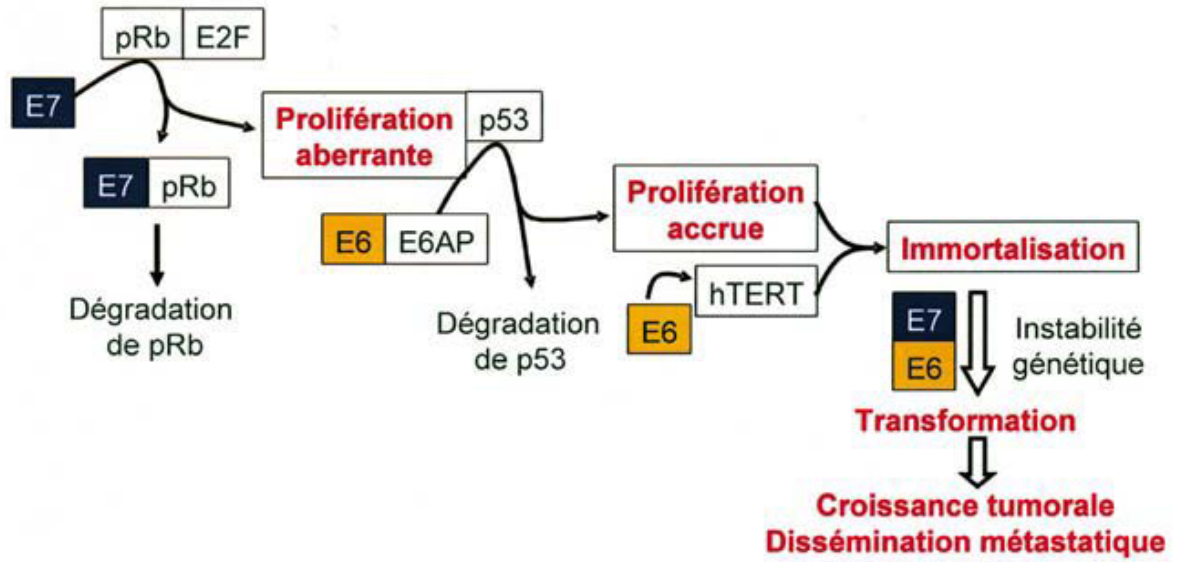 pRb E2F
E7
Prolifération
aberrante
p53
E7 pRb
Prolifération
accrue
E6 E6AP
Immortalisation
hTERT
Dégradation
de pRb
Dégradation
de p53
E6
E7
E6
Instabilité
génétique
Transformation
Croissance tumorale
Dissémination métastatique